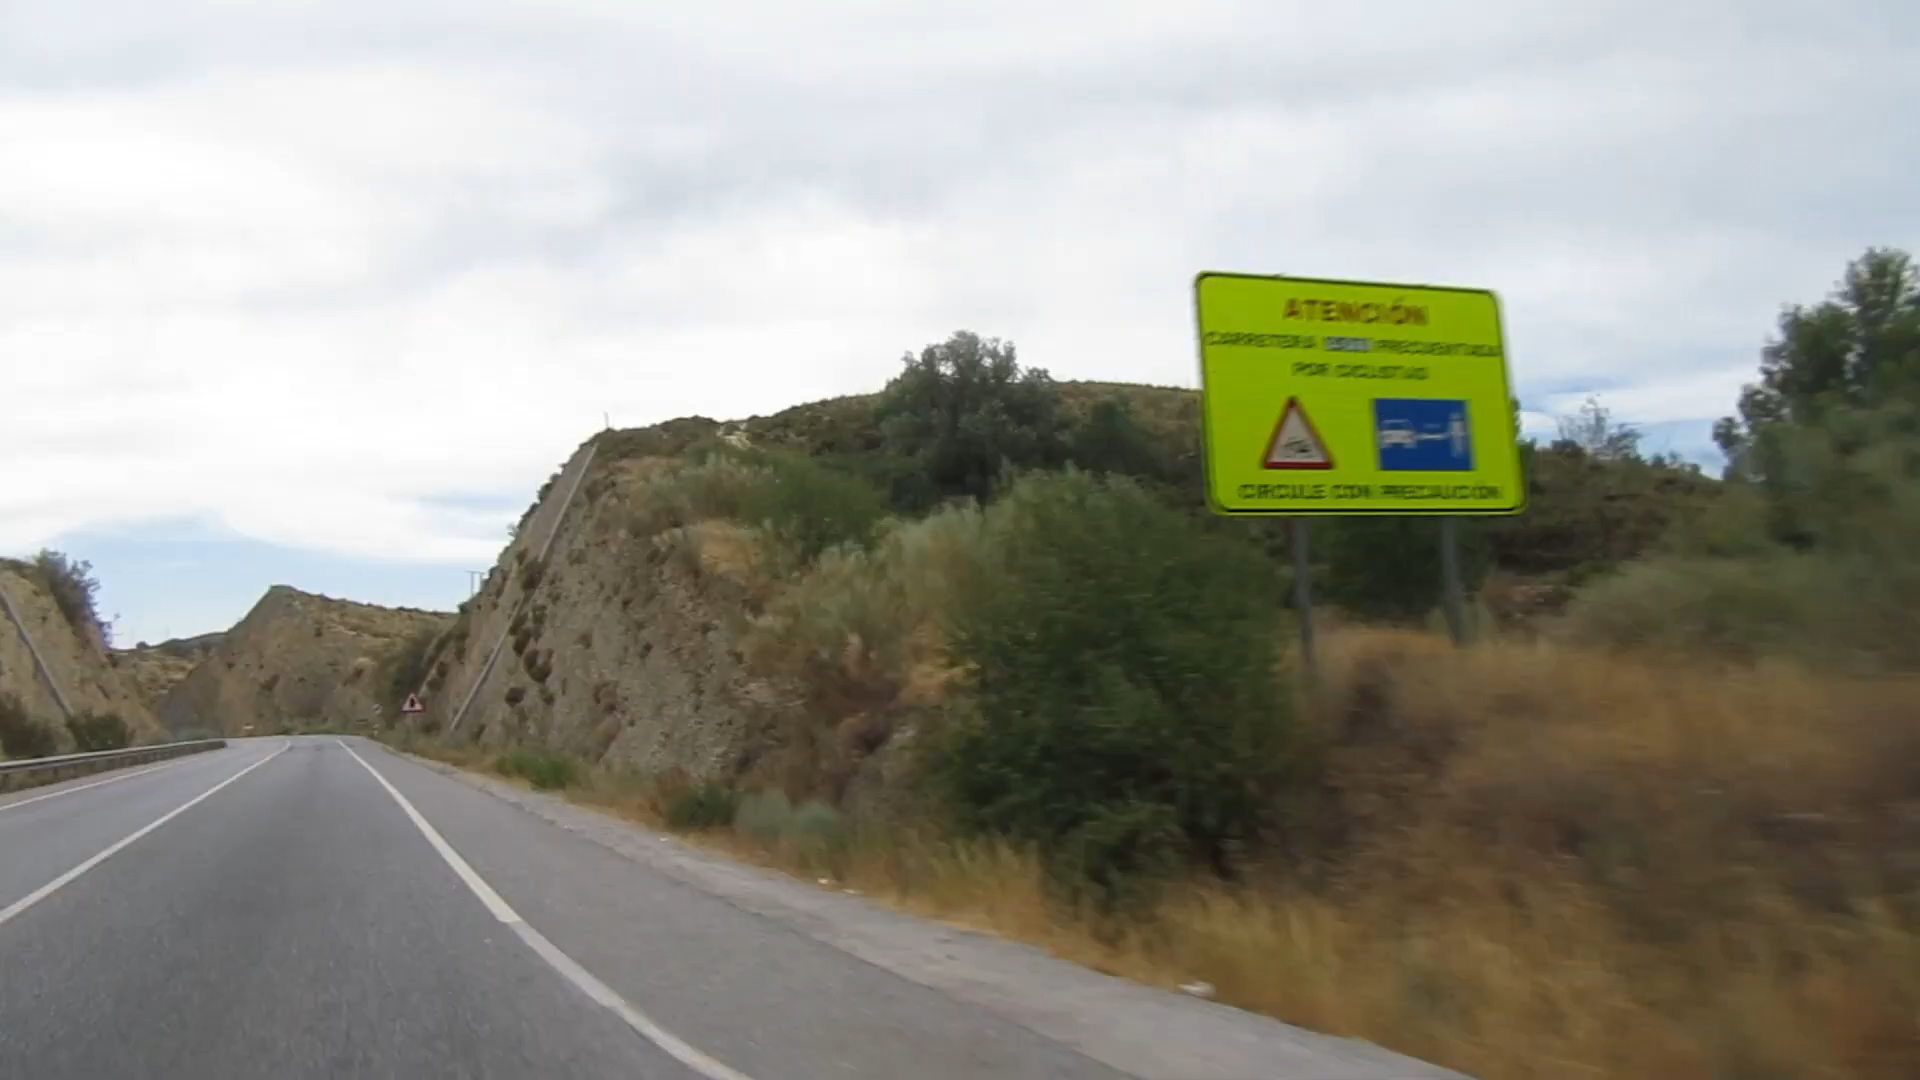 ATENCIÓN
CARRETERA FRECUENTADA
POR CICLISTAS
CIRCULE CON PRECAUCIÓN